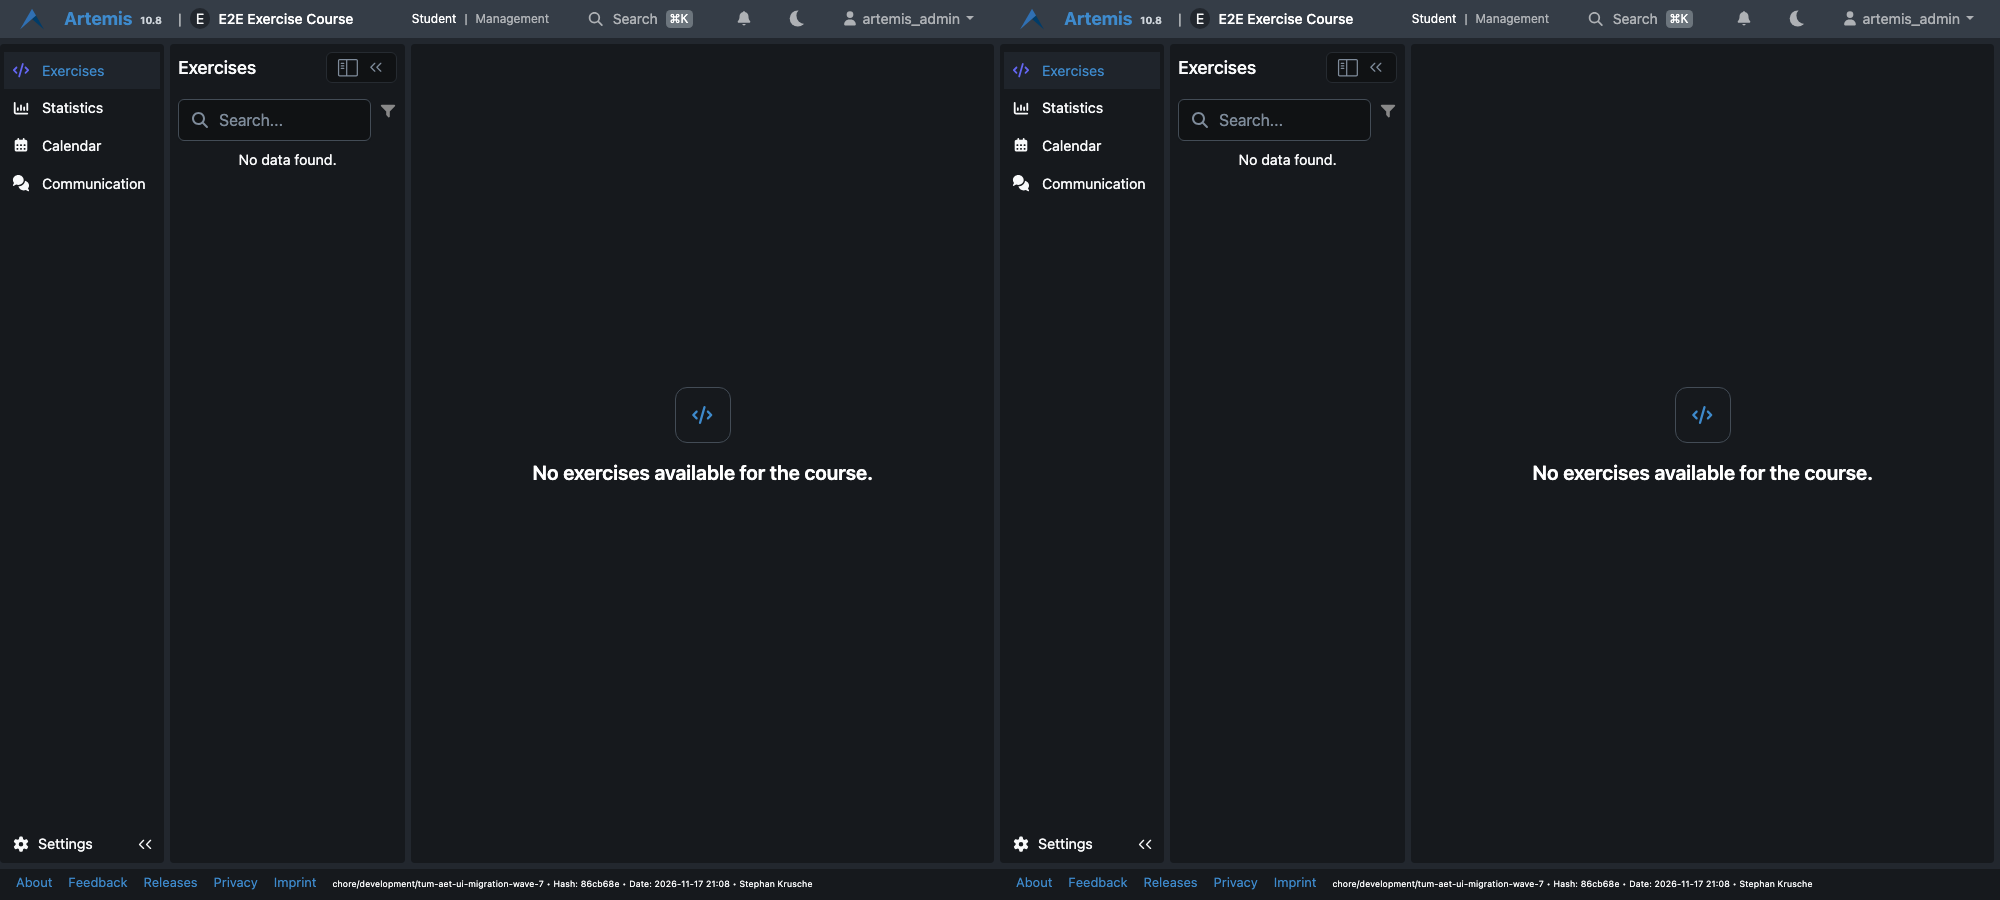 Artemis 10.8 | E E2E Exercise Course Student | Management Search ⌘K artemis_admin
Exercises
Statistics
Calendar
Communication
Settings
Exercises
Search...
No data found.
</>
No exercises available for the course.
About Feedback Releases Privacy Imprint chore/development/tum-aet-ui-migration-wave-7 • Hash: 86cb68e • Date: 2026-11-17 21:08 • Stephan Krusche
Artemis 10.8 | E E2E Exercise Course Student | Management Search ⌘K artemis_admin
Exercises
Statistics
Calendar
Communication
Settings
Exercises
Search...
No data found.
</>
No exercises available for the course.
About Feedback Releases Privacy Imprint chore/development/tum-aet-ui-migration-wave-7 • Hash: 86cb68e • Date: 2026-11-17 21:08 • Stephan Krusche